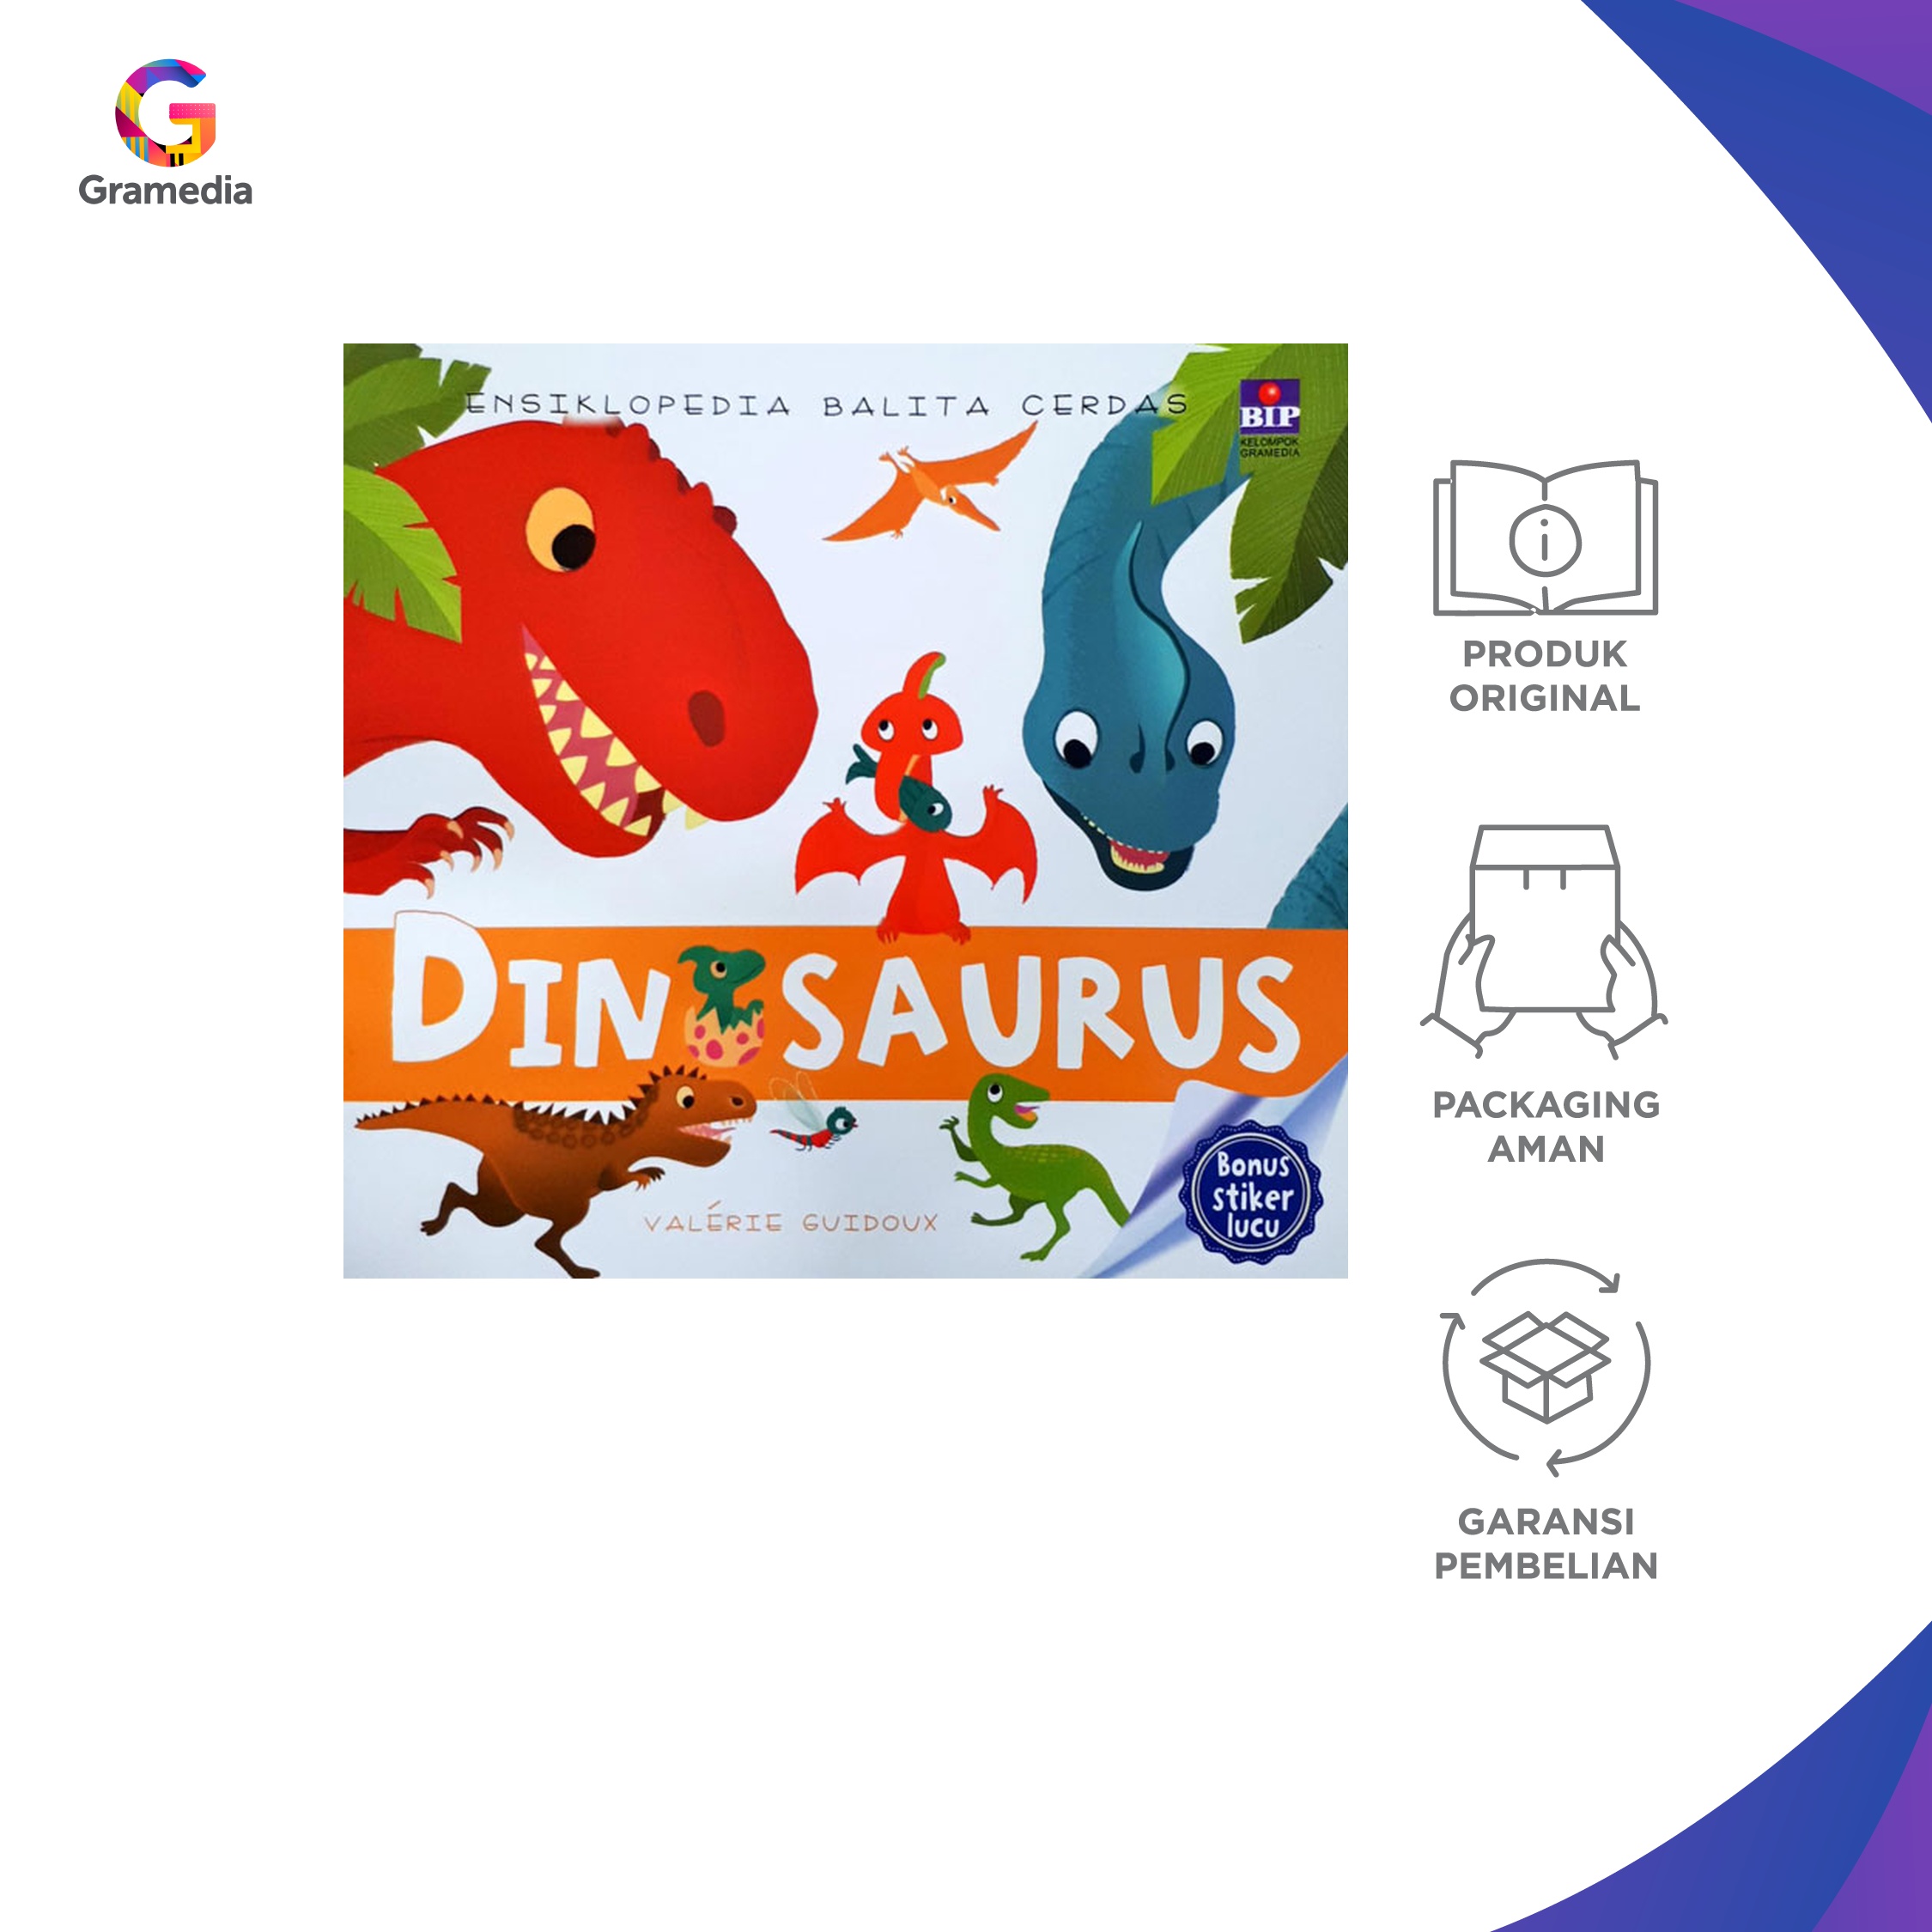 Gramedia
ENSIKLOPEDIA BALITA CERDAS
BIP
KELOMPOK
GRAMEDIA
DINOSAURUS
VALÉRIE GUIDOUX
Bonus
stiker
lucu
PRODUK
ORIGINAL
PACKAGING
AMAN
GARANSI
PEMBELIAN